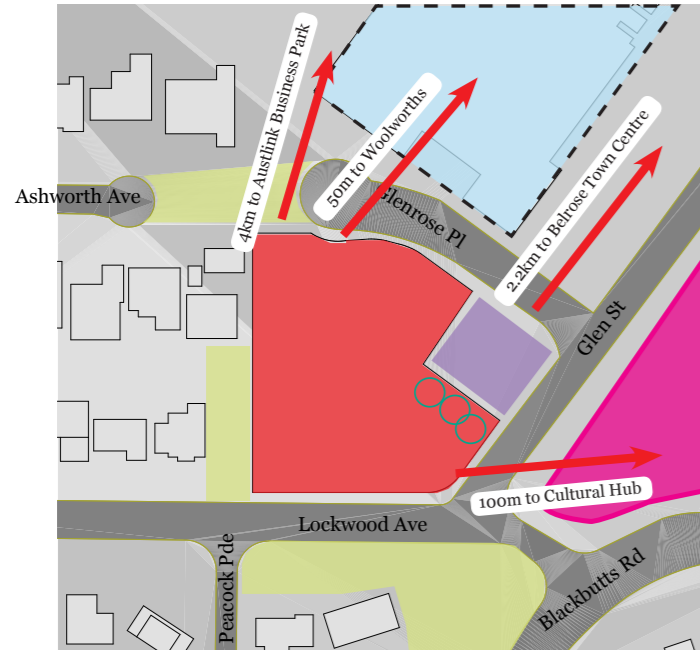 4km to Austlink Business Park
50m to Woolworths
Ashworth Ave
Glenrose Pl
2.2km to Belrose Town Centre
Glen St
100m to Cultural Hub
Lockwood Ave
Peacock Pde
Blackbutts Rd